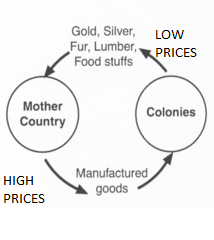 Gold, Silver,
Fur, Lumber,
Food stuffs
LOW
PRICES
Mother
Country
Colonies
HIGH
PRICES
Manufactured
goods